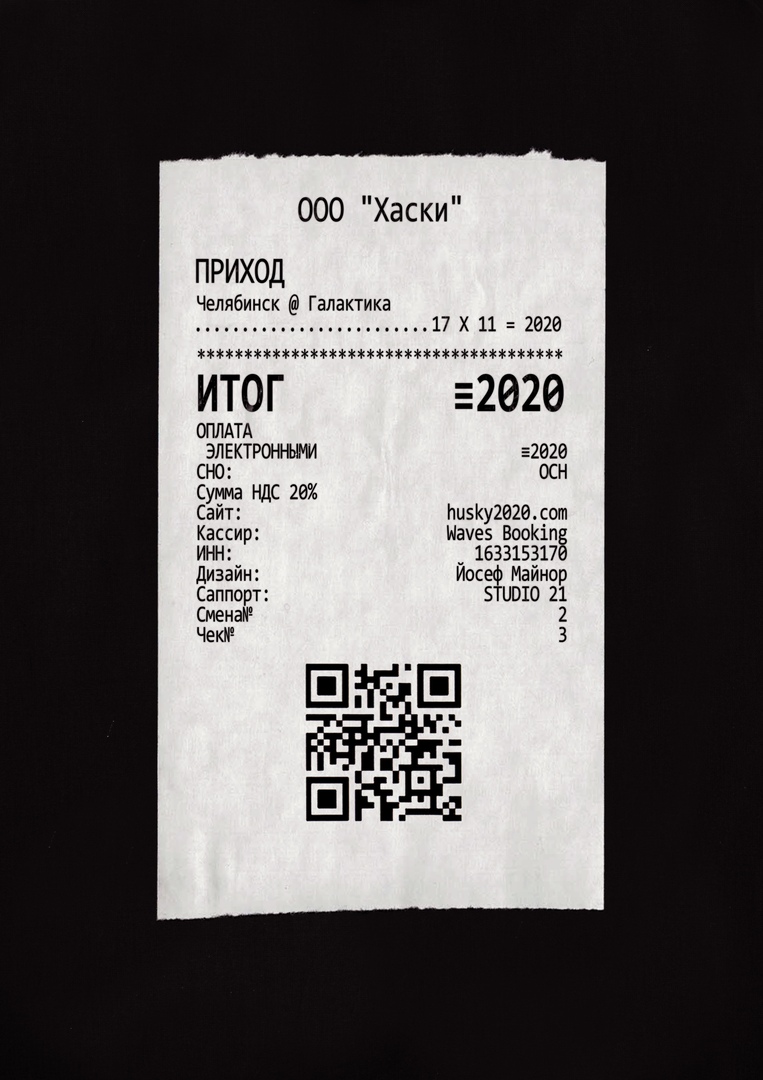 ООО "Хаски"
ПРИХОД
Челябинск @ Галактика
.........................17 X 11 = 2020
***************************************
ИТОГ ≡2020
ОПЛАТА
ЭЛЕКТРОННЫМИ ≡2020
СНО: ОСН
Сумма НДС 20%
Сайт: husky2020.com
Кассир: Waves Booking
ИНН: 1633153170
Дизайн: Йосеф Майнор
Саппорт: STUDIO 21
Смена№ 2
Чек№ 3